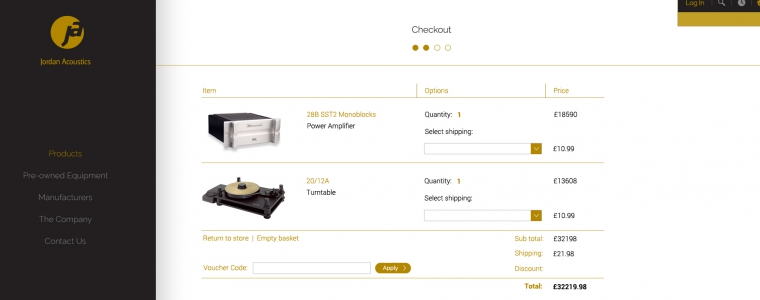 Log In
Checkout
Jordan Acoustics
Products
Pre-owned Equipment
Manufacturers
The Company
Contact Us
Item Options Price
28B SST2 Monoblocks
Power Amplifier
Quantity: 1 £18590
Select shipping:
£10.99
20/12A
Turntable
Quantity: 1 £13608
Select shipping:
£10.99
Return to store | Empty basket
Sub total: £32198
Shipping: £21.98
Voucher Code: Apply
Discount:
Total: £32219.98